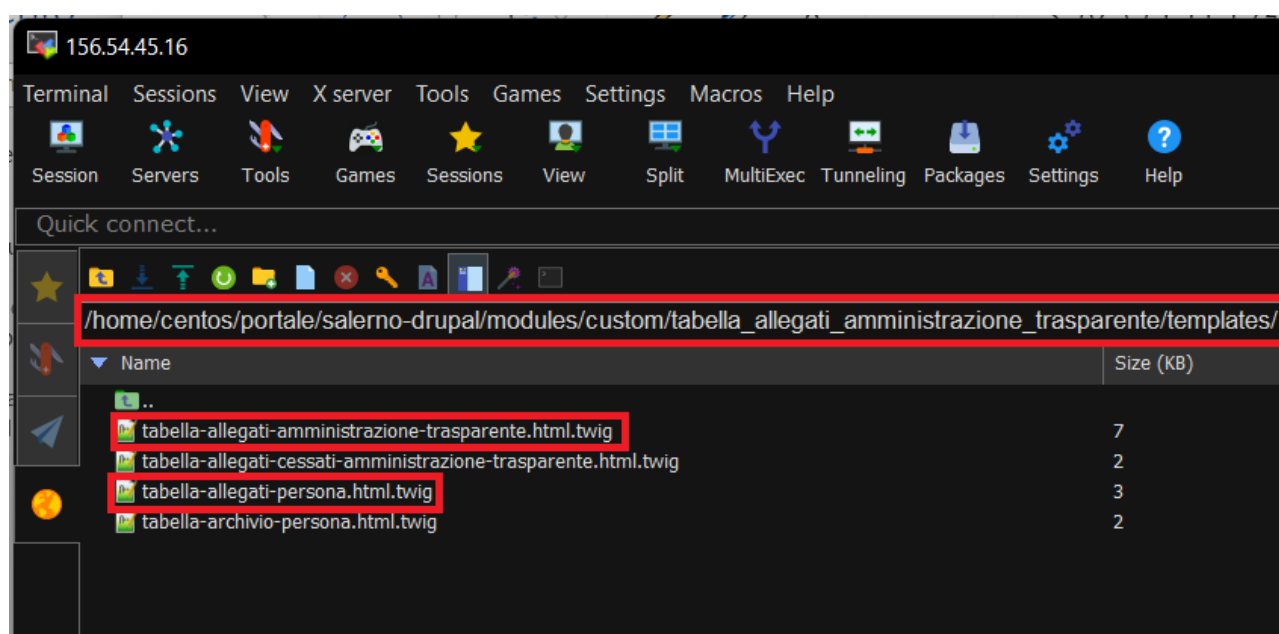 156.54.45.16
Terminal Sessions View X server Tools Games Settings Macros Help
Session Servers Tools Games Sessions View Split MultiExec Tunneling Packages Settings Help
Quick connect...
/home/centos/portale/salerno-drupal/modules/custom/tabella_allegati_amministrazione_trasparente/templates/
Name Size (KB)
..
tabella-allegati-amministrazione-trasparente.html.twig 7
tabella-allegati-cessati-amministrazione-trasparente.html.twig 2
tabella-allegati-persona.html.twig 3
tabella-archivio-persona.html.twig 2